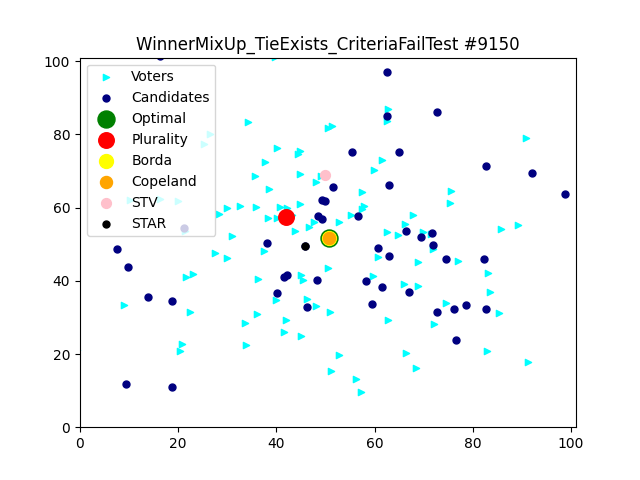 WinnerMixUp_TieExists_CriteriaFailTest #9150
100
80
60
40
20
0
Voters
Candidates
Optimal
Plurality
Borda
Copeland
STV
STAR
0 20 40 60 80 100